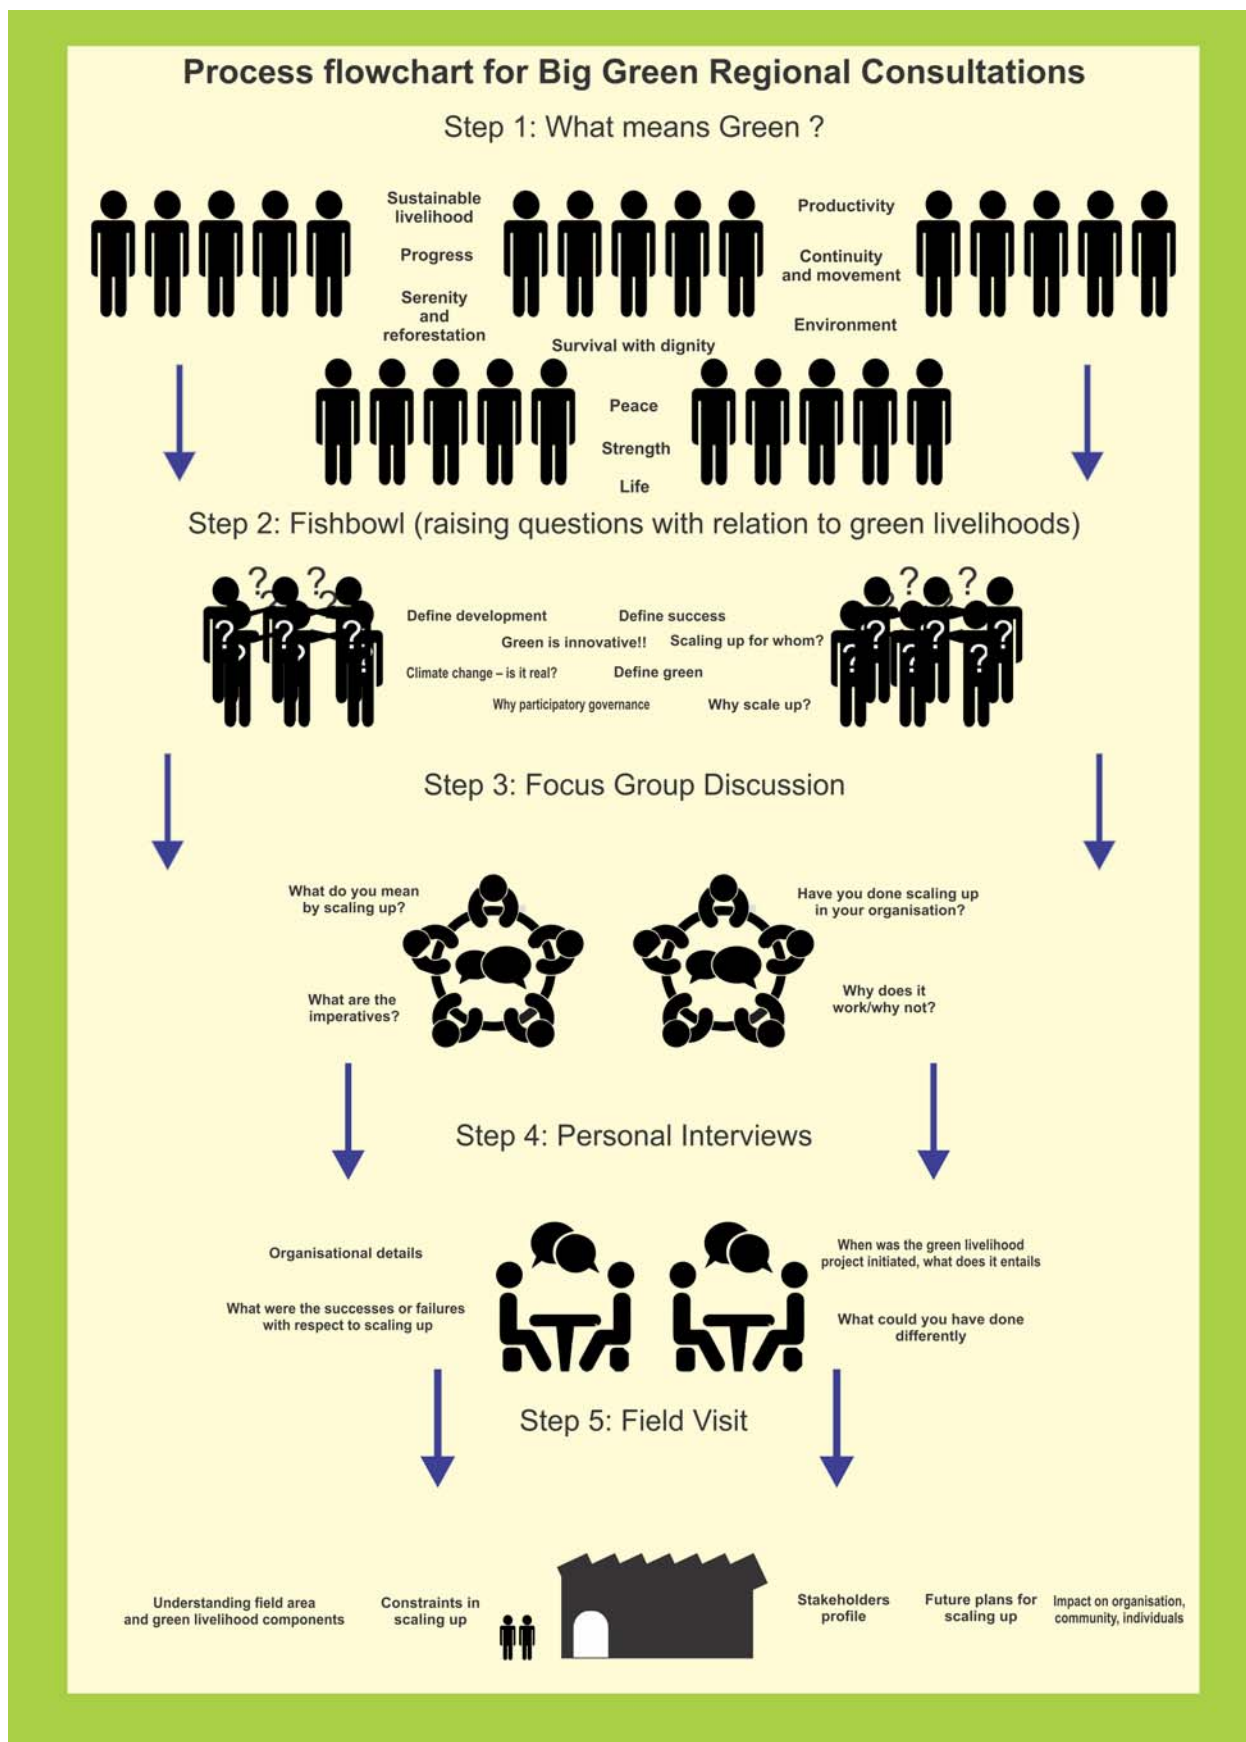 Process flowchart for Big Green Regional Consultations
Step 1: What means Green ?
Sustainable
livelihood
Progress
Serenity
and
reforestation
Productivity
Continuity
and movement
Environment
Survival with dignity
Peace
Strength
Life
Step 2: Fishbowl (raising questions with relation to green livelihoods)
? ?
? ?
? ? ?
? ? ?
? ? ?
Define development
Define success
Green is innovative!!
Scaling up for whom?
Climate change – is it real?
Define green
Why participatory governance
Why scale up?
Step 3: Focus Group Discussion
What do you mean
by scaling up?
Have you done scaling up
in your organisation?
What are the
imperatives?
Why does it
work/why not?
Step 4: Personal Interviews
Organisational details
When was the green livelihood
project initiated, what does it entails
What were the successes or failures
with respect to scaling up
What could you have done
differently
Step 5: Field Visit
Understanding field area
and green livelihood components
Constraints in
scaling up
Stakeholders
profile
Future plans for
scaling up
Impact on organisation,
community, individuals